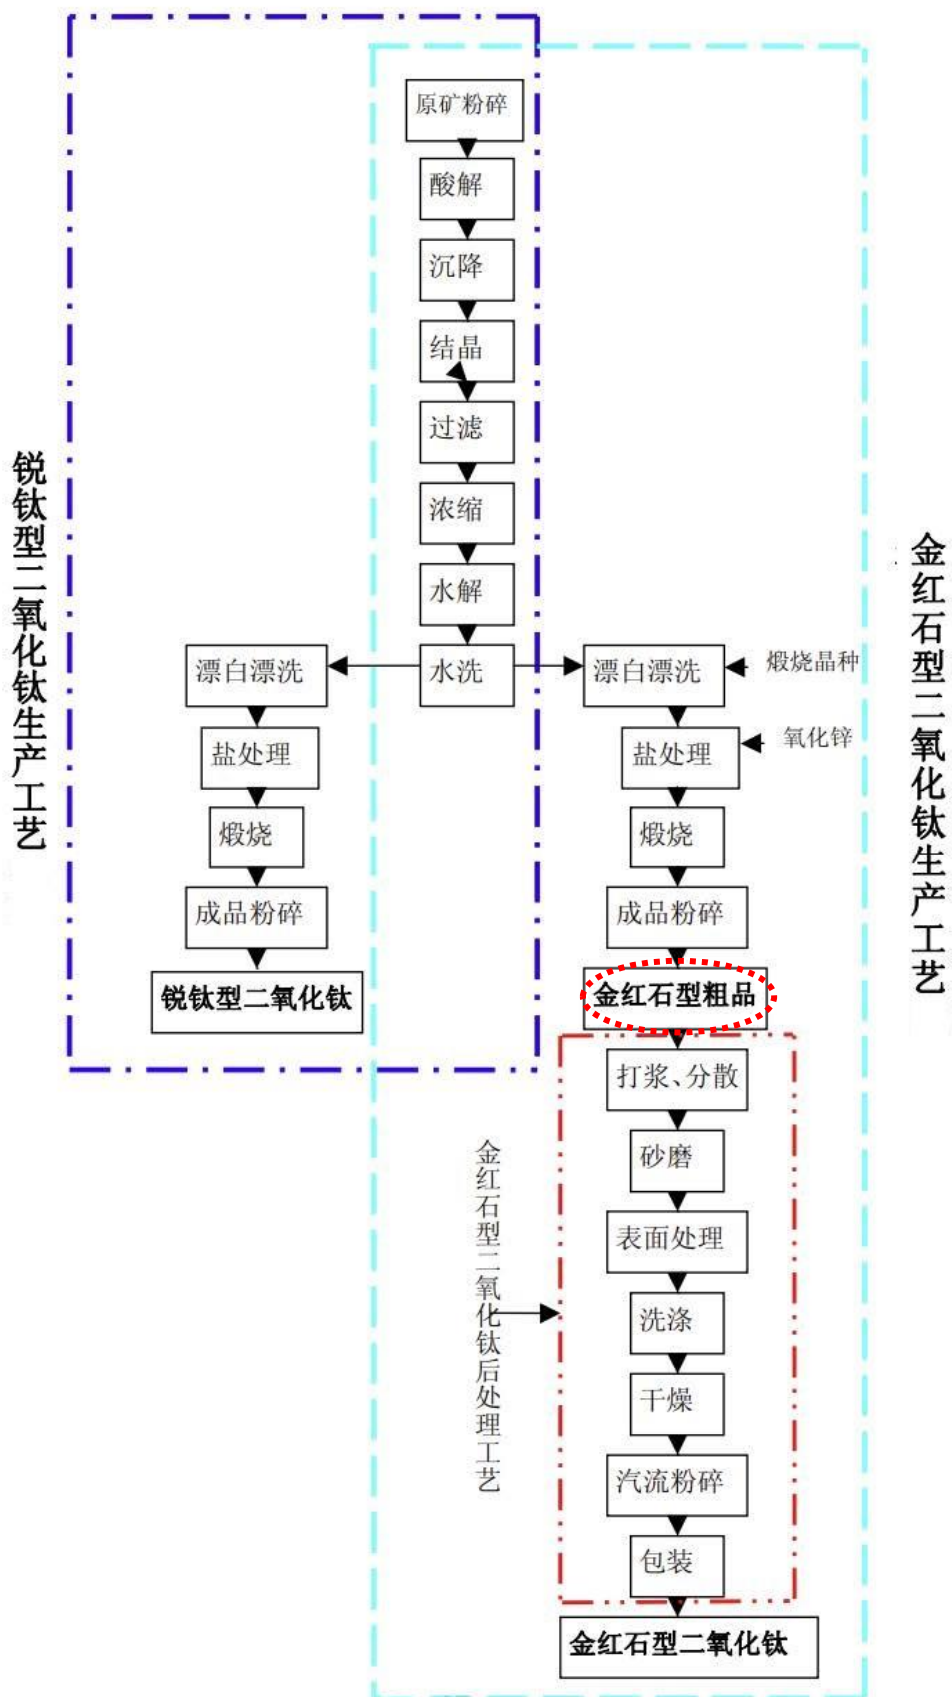 原矿粉碎
酸解
沉降
结晶
过滤
浓缩
水解
水洗
漂白漂洗
盐处理
煅烧
成品粉碎
锐钛型二氧化钛
漂白漂洗
煅烧晶种
盐处理
氧化锌
煅烧
成品粉碎
金红石型粗品
打浆、分散
砂磨
表面处理
洗涤
干燥
汽流粉碎
包装
金红石型二氧化钛
锐钛型二氧化钛生产工艺
金红石型二氧化钛后处理工艺
金红石型二氧化钛生产工艺